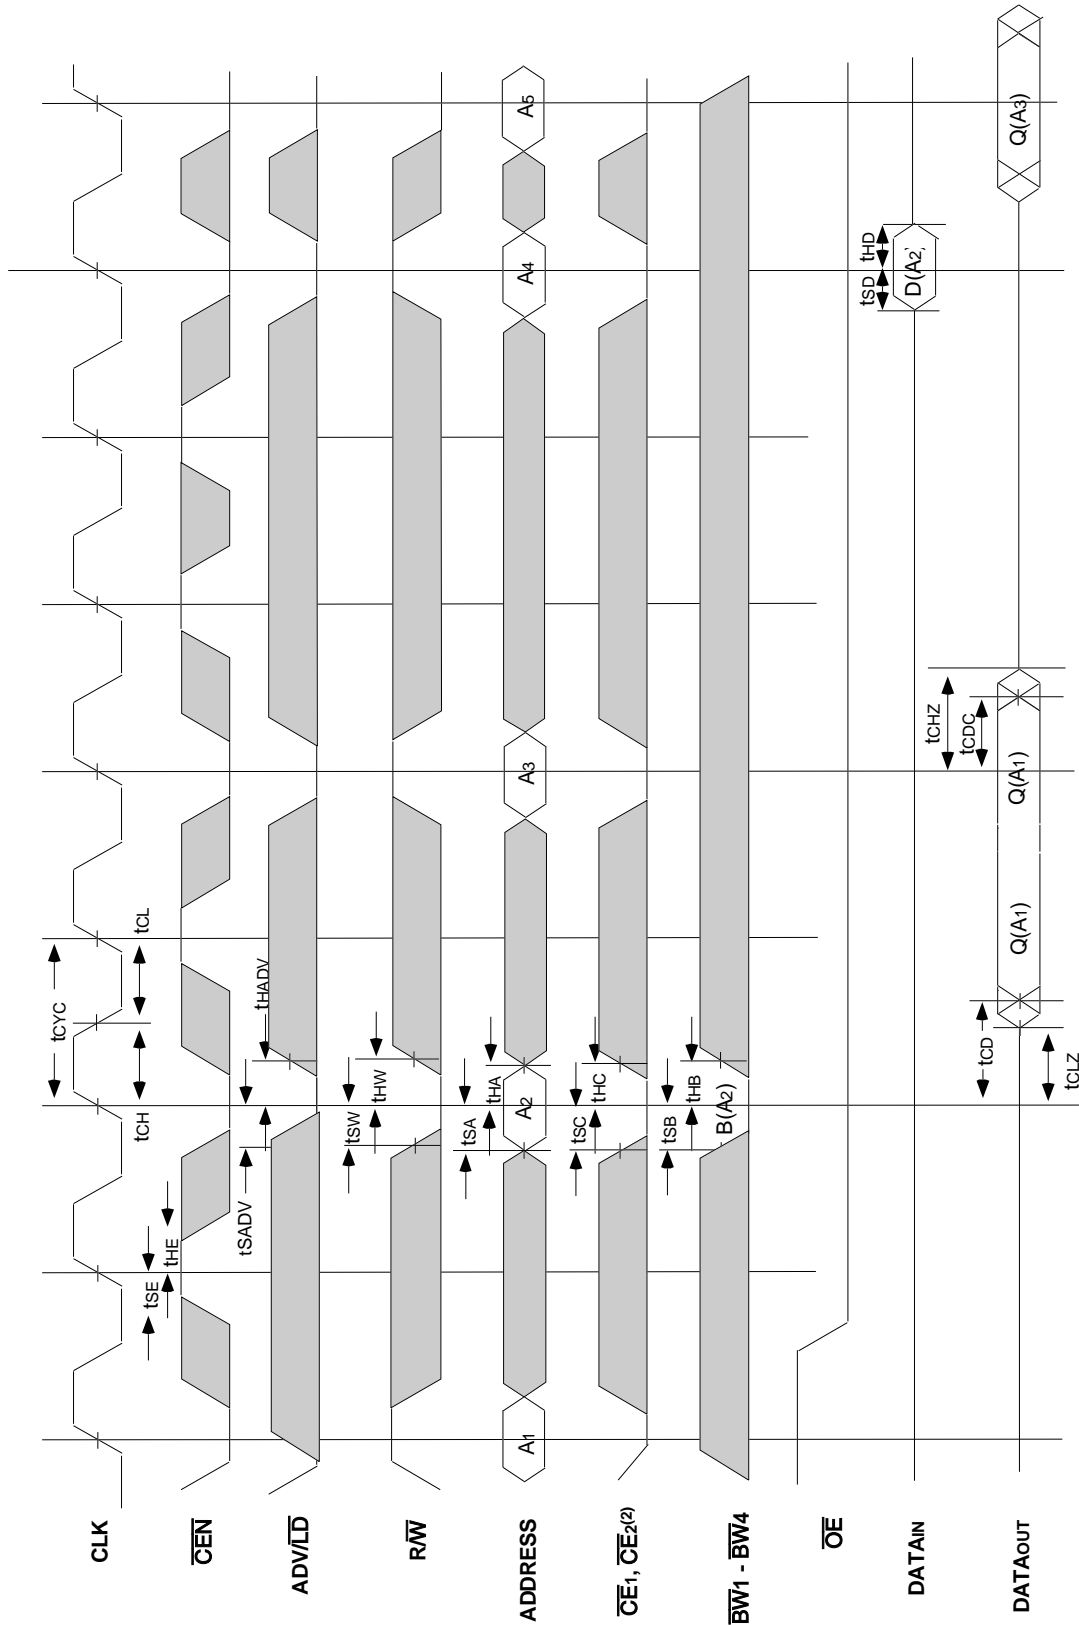 CLK
tCYC
tCH
tCL
CEN
tSE
tHE
ADV/LD
tSADV
tHADV
R/W
tSW
tHW
ADDRESS
A1
A2
A3
A4
A5
tSA
tHA
CE1, CE2(2)
tSC
tHC
BW1 - BW4
tSB
tHB
B(A2)
OE
DATAIN
tSD
tHD
D(A2)
DATAOUT
tCD
tCLZ
Q(A1)
Q(A1)
tCHZ
tCDC
Q(A3)